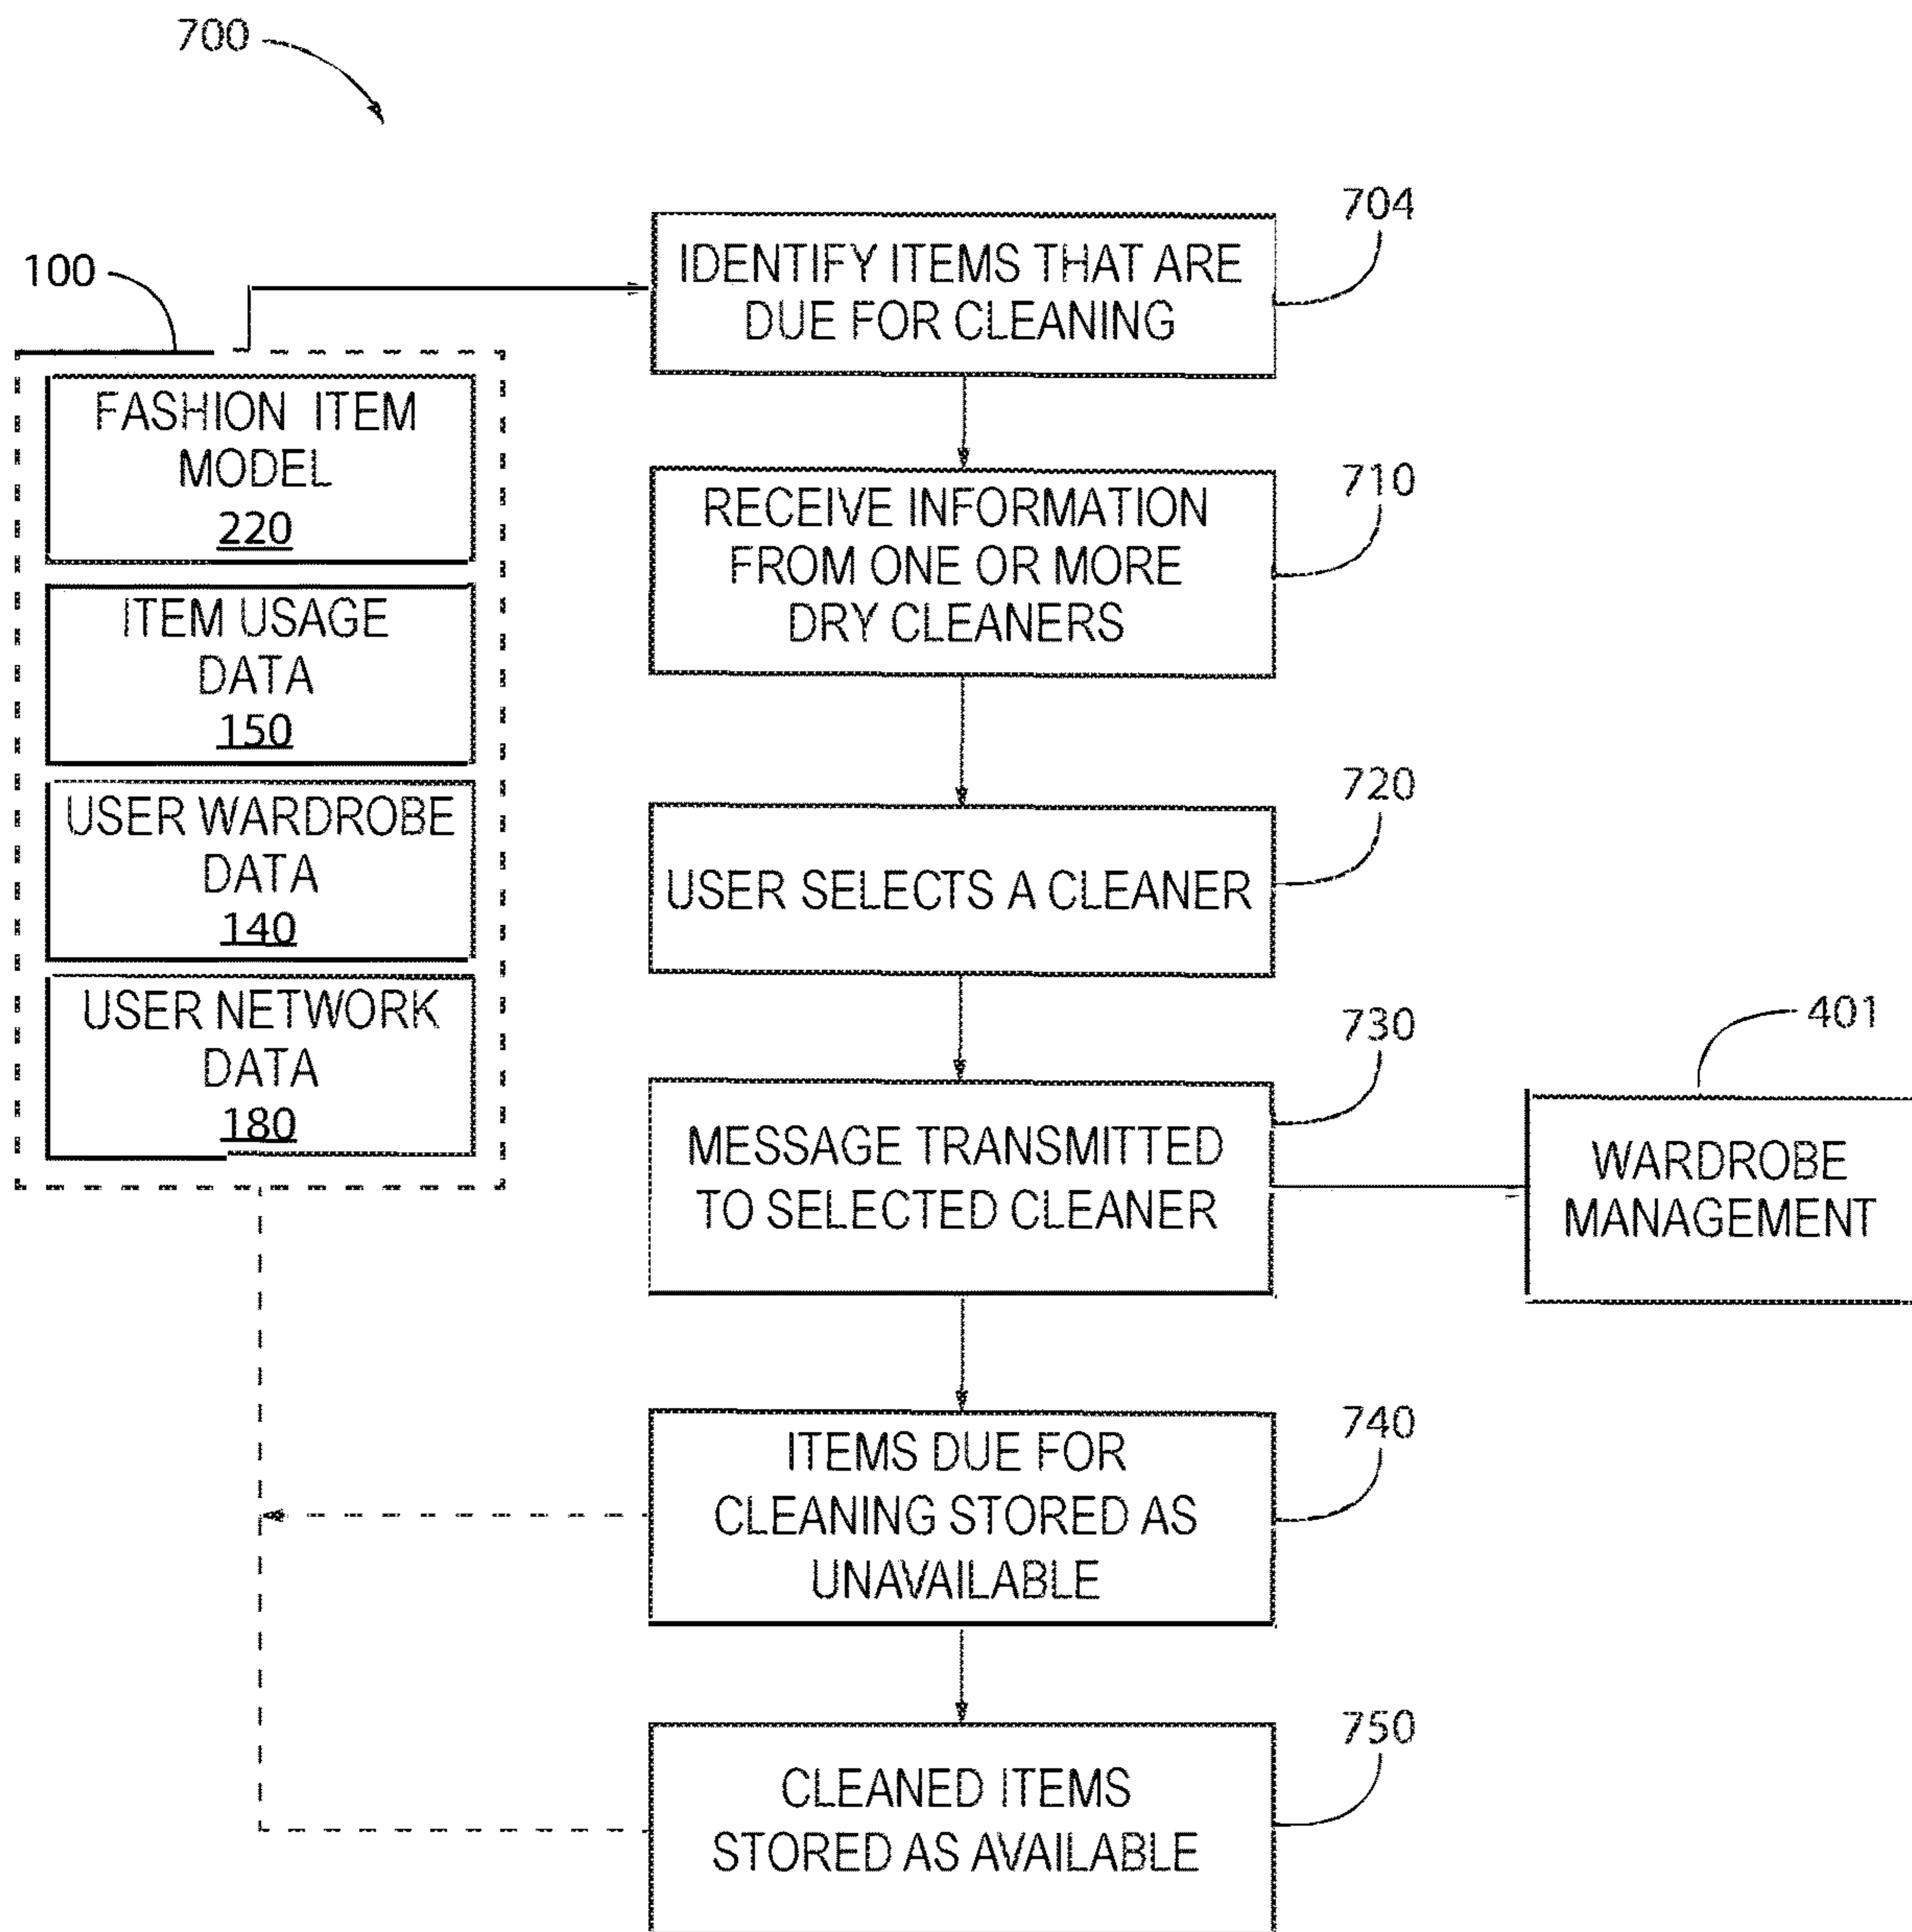 700
704
IDENTIFY ITEMS THAT ARE
DUE FOR CLEANING
100
FASHION ITEM
MODEL
220
ITEM USAGE
DATA
150
USER WARDROBE
DATA
140
USER NETWORK
DATA
180
710
RECEIVE INFORMATION
FROM ONE OR MORE
DRY CLEANERS
720
USER SELECTS A CLEANER
730
MESSAGE TRANSMITTED
TO SELECTED CLEANER
401
WARDROBE
MANAGEMENT
740
ITEMS DUE FOR
CLEANING STORED AS
UNAVAILABLE
750
CLEANED ITEMS
STORED AS AVAILABLE